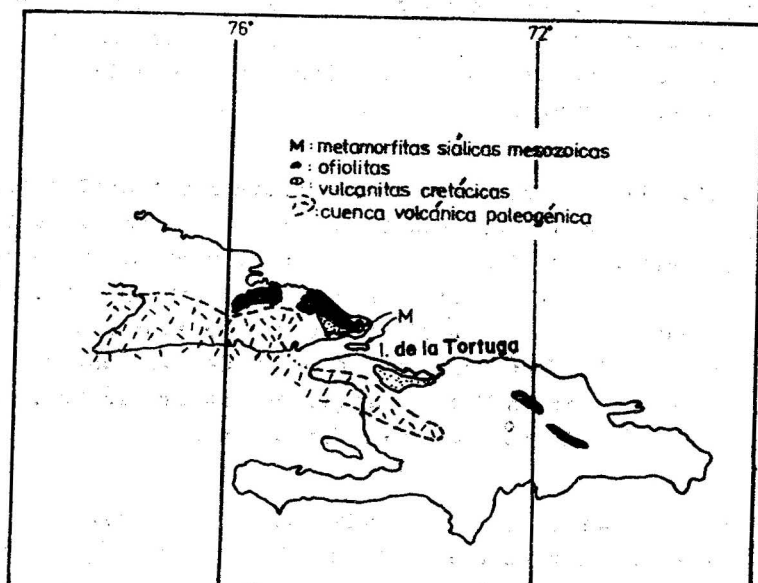 76° 72°
M : metamorfitas siálicas mesozoicas
: ofiolitas
: vulcanitas cretácicas
: cuenca volcánica paleogénica
M
I. de la Tortuga